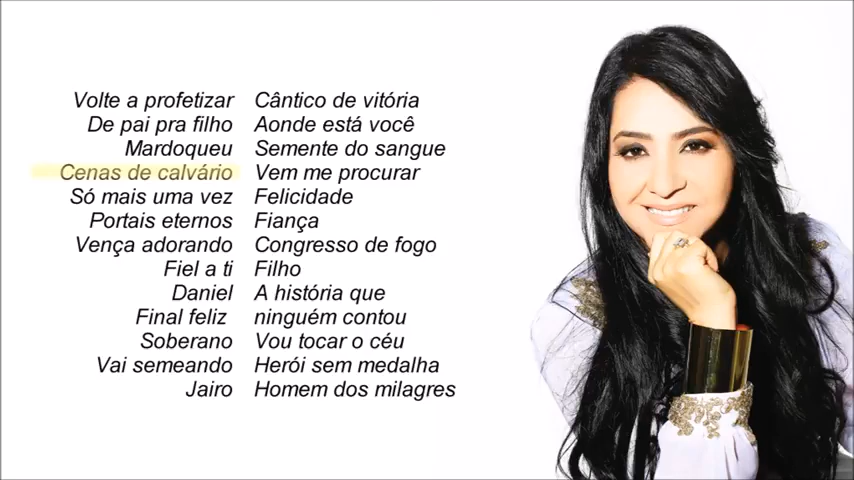 Volte a profetizar
De pai pra filho
Mardoqueu
Cenas de calvário
Só mais uma vez
Portais eternos
Vença adorando
Fiel a ti
Daniel
Final feliz
Soberano
Vai semeando
Jairo
Cântico de vitória
Aonde está você
Semente do sangue
Vem me procurar
Felicidade
Fiança
Congresso de fogo
Filho
A história que
ninguém contou
Vou tocar o céu
Herói sem medalha
Homem dos milagres